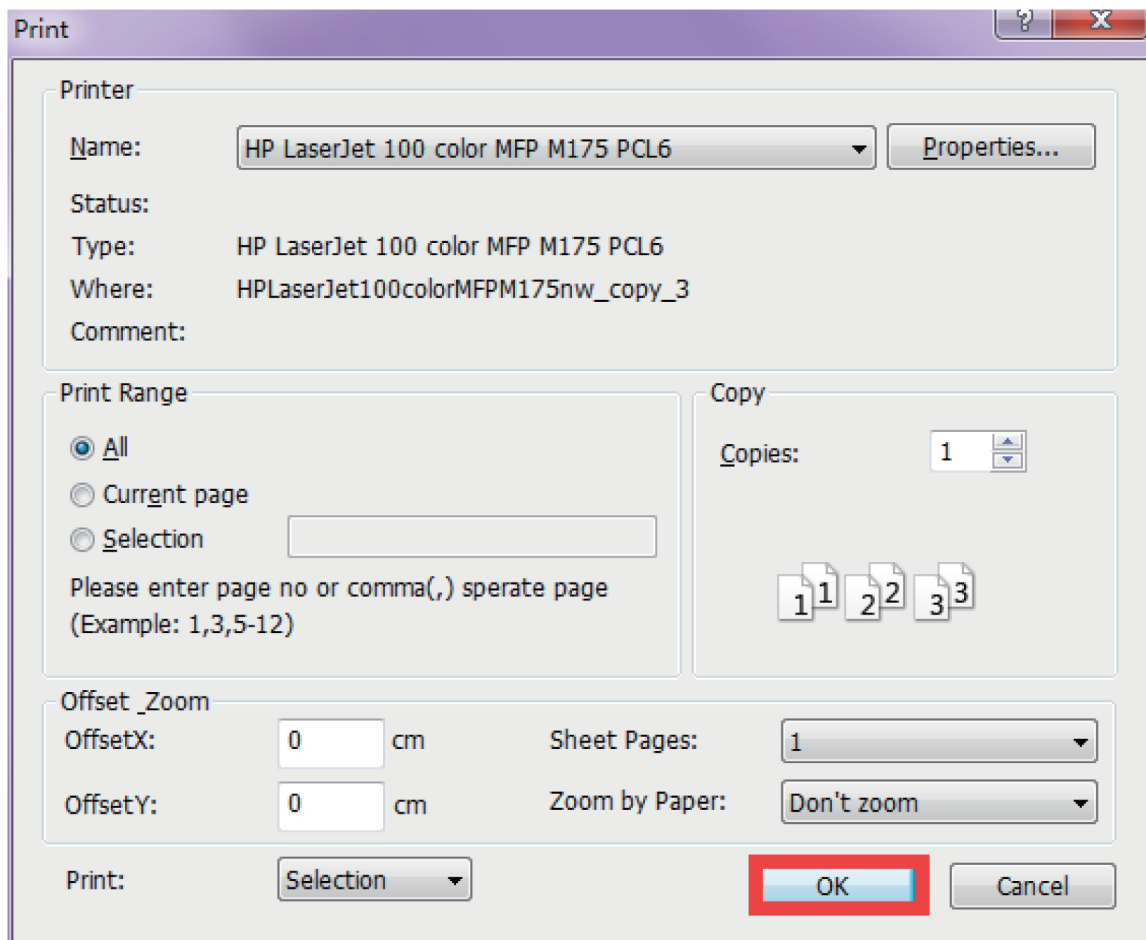 Print
?
X
Printer
Name: HP LaserJet 100 color MFP M175 PCL6 Properties...
Status:
Type: HP LaserJet 100 color MFP M175 PCL6
Where: HPLaserJet100colorMFPM175nw_copy_3
Comment:
Print Range
All
Current page
Selection
Please enter page no or comma(,) sperate page
(Example: 1,3,5-12)
Copy
Copies: 1
1 1 2 2 3 3
Offset _Zoom
OffsetX: 0 cm Sheet Pages: 1
OffsetY: 0 cm Zoom by Paper: Don't zoom
Print: Selection OK Cancel